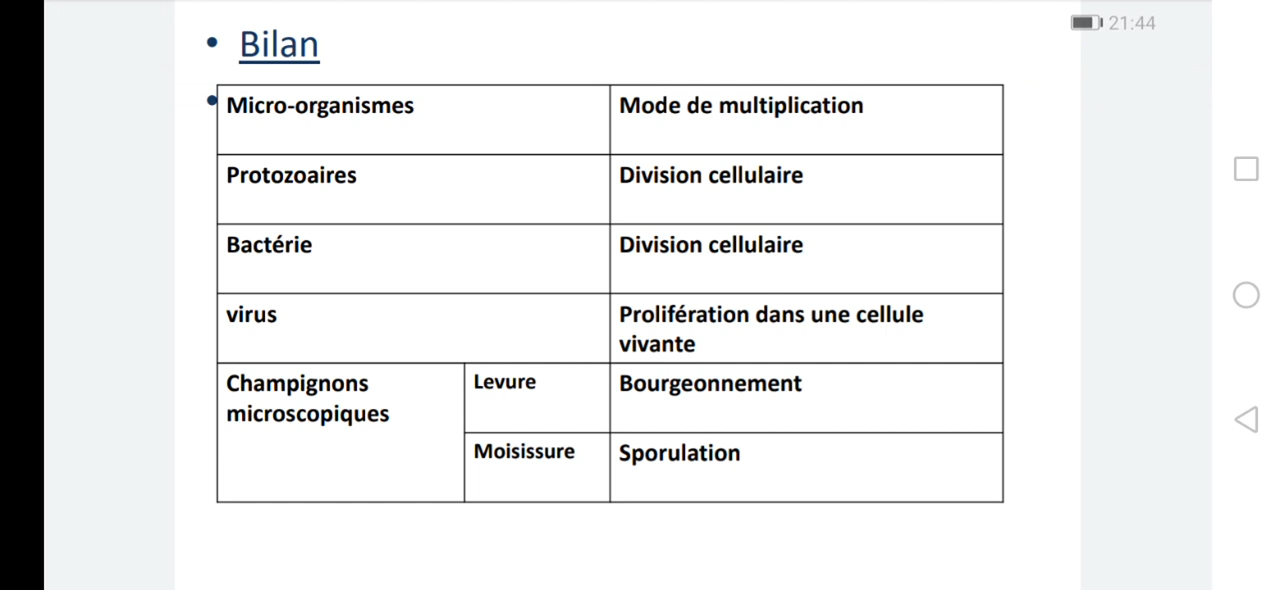 21:44
Bilan
Micro-organismes
Mode de multiplication
Protozoaires
Division cellulaire
Bactérie
Division cellulaire
virus
Prolifération dans une cellule
vivante
Champignons
microscopiques
Levure
Bourgeonnement
Moisissure
Sporulation